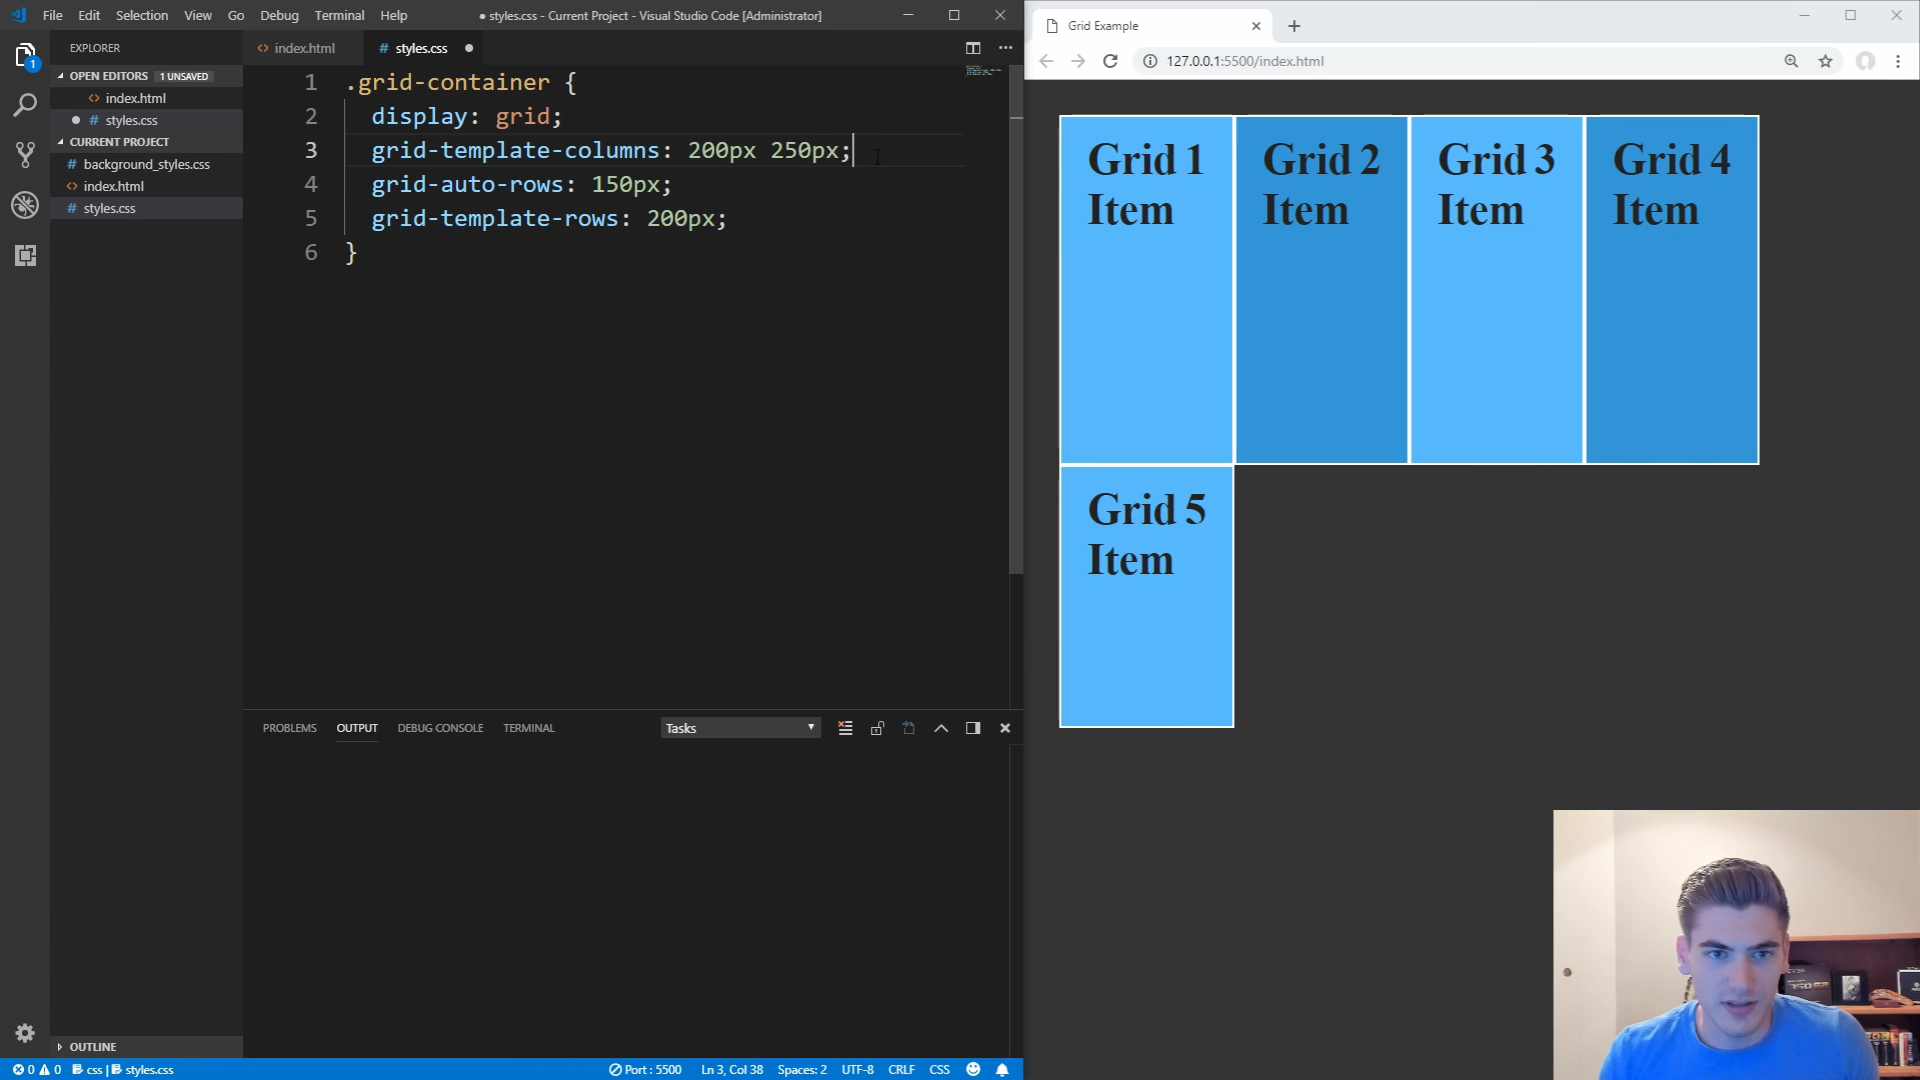 File Edit Selection View Go Debug Terminal Help
● styles.css - Current Project - Visual Studio Code [Administrator]
EXPLORER
OPEN EDITORS 1 UNSAVED
index.html
styles.css
CURRENT PROJECT
background_styles.css
index.html
styles.css
OUTLINE
1
index.html
styles.css
1 .grid-container {
2 display: grid;
3 grid-template-columns: 200px 250px;
4 grid-auto-rows: 150px;
5 grid-template-rows: 200px;
6 }
PROBLEMS OUTPUT DEBUG CONSOLE TERMINAL
Tasks
0 0 css | styles.css
Port : 5500 Ln 3, Col 38 Spaces: 2 UTF-8 CRLF CSS
Grid Example
127.0.0.1:5500/index.html
Grid 1
Item
Grid 2
Item
Grid 3
Item
Grid 4
Item
Grid 5
Item